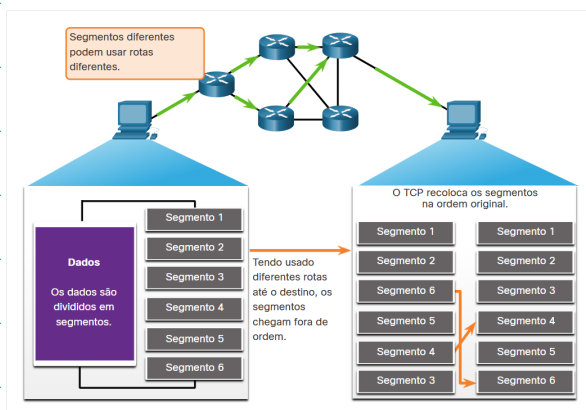 Segmentos diferentes
podem usar rotas
diferentes.
Dados
Os dados são
divididos em
segmentos.
Segmento 1
Segmento 2
Segmento 3
Segmento 4
Segmento 5
Segmento 6
Tendo usado
diferentes rotas
até o destino, os
segmentos
chegam fora de
ordem.
O TCP recoloca os segmentos
na ordem original.
Segmento 1
Segmento 2
Segmento 6
Segmento 5
Segmento 4
Segmento 3
Segmento 1
Segmento 2
Segmento 3
Segmento 4
Segmento 5
Segmento 6